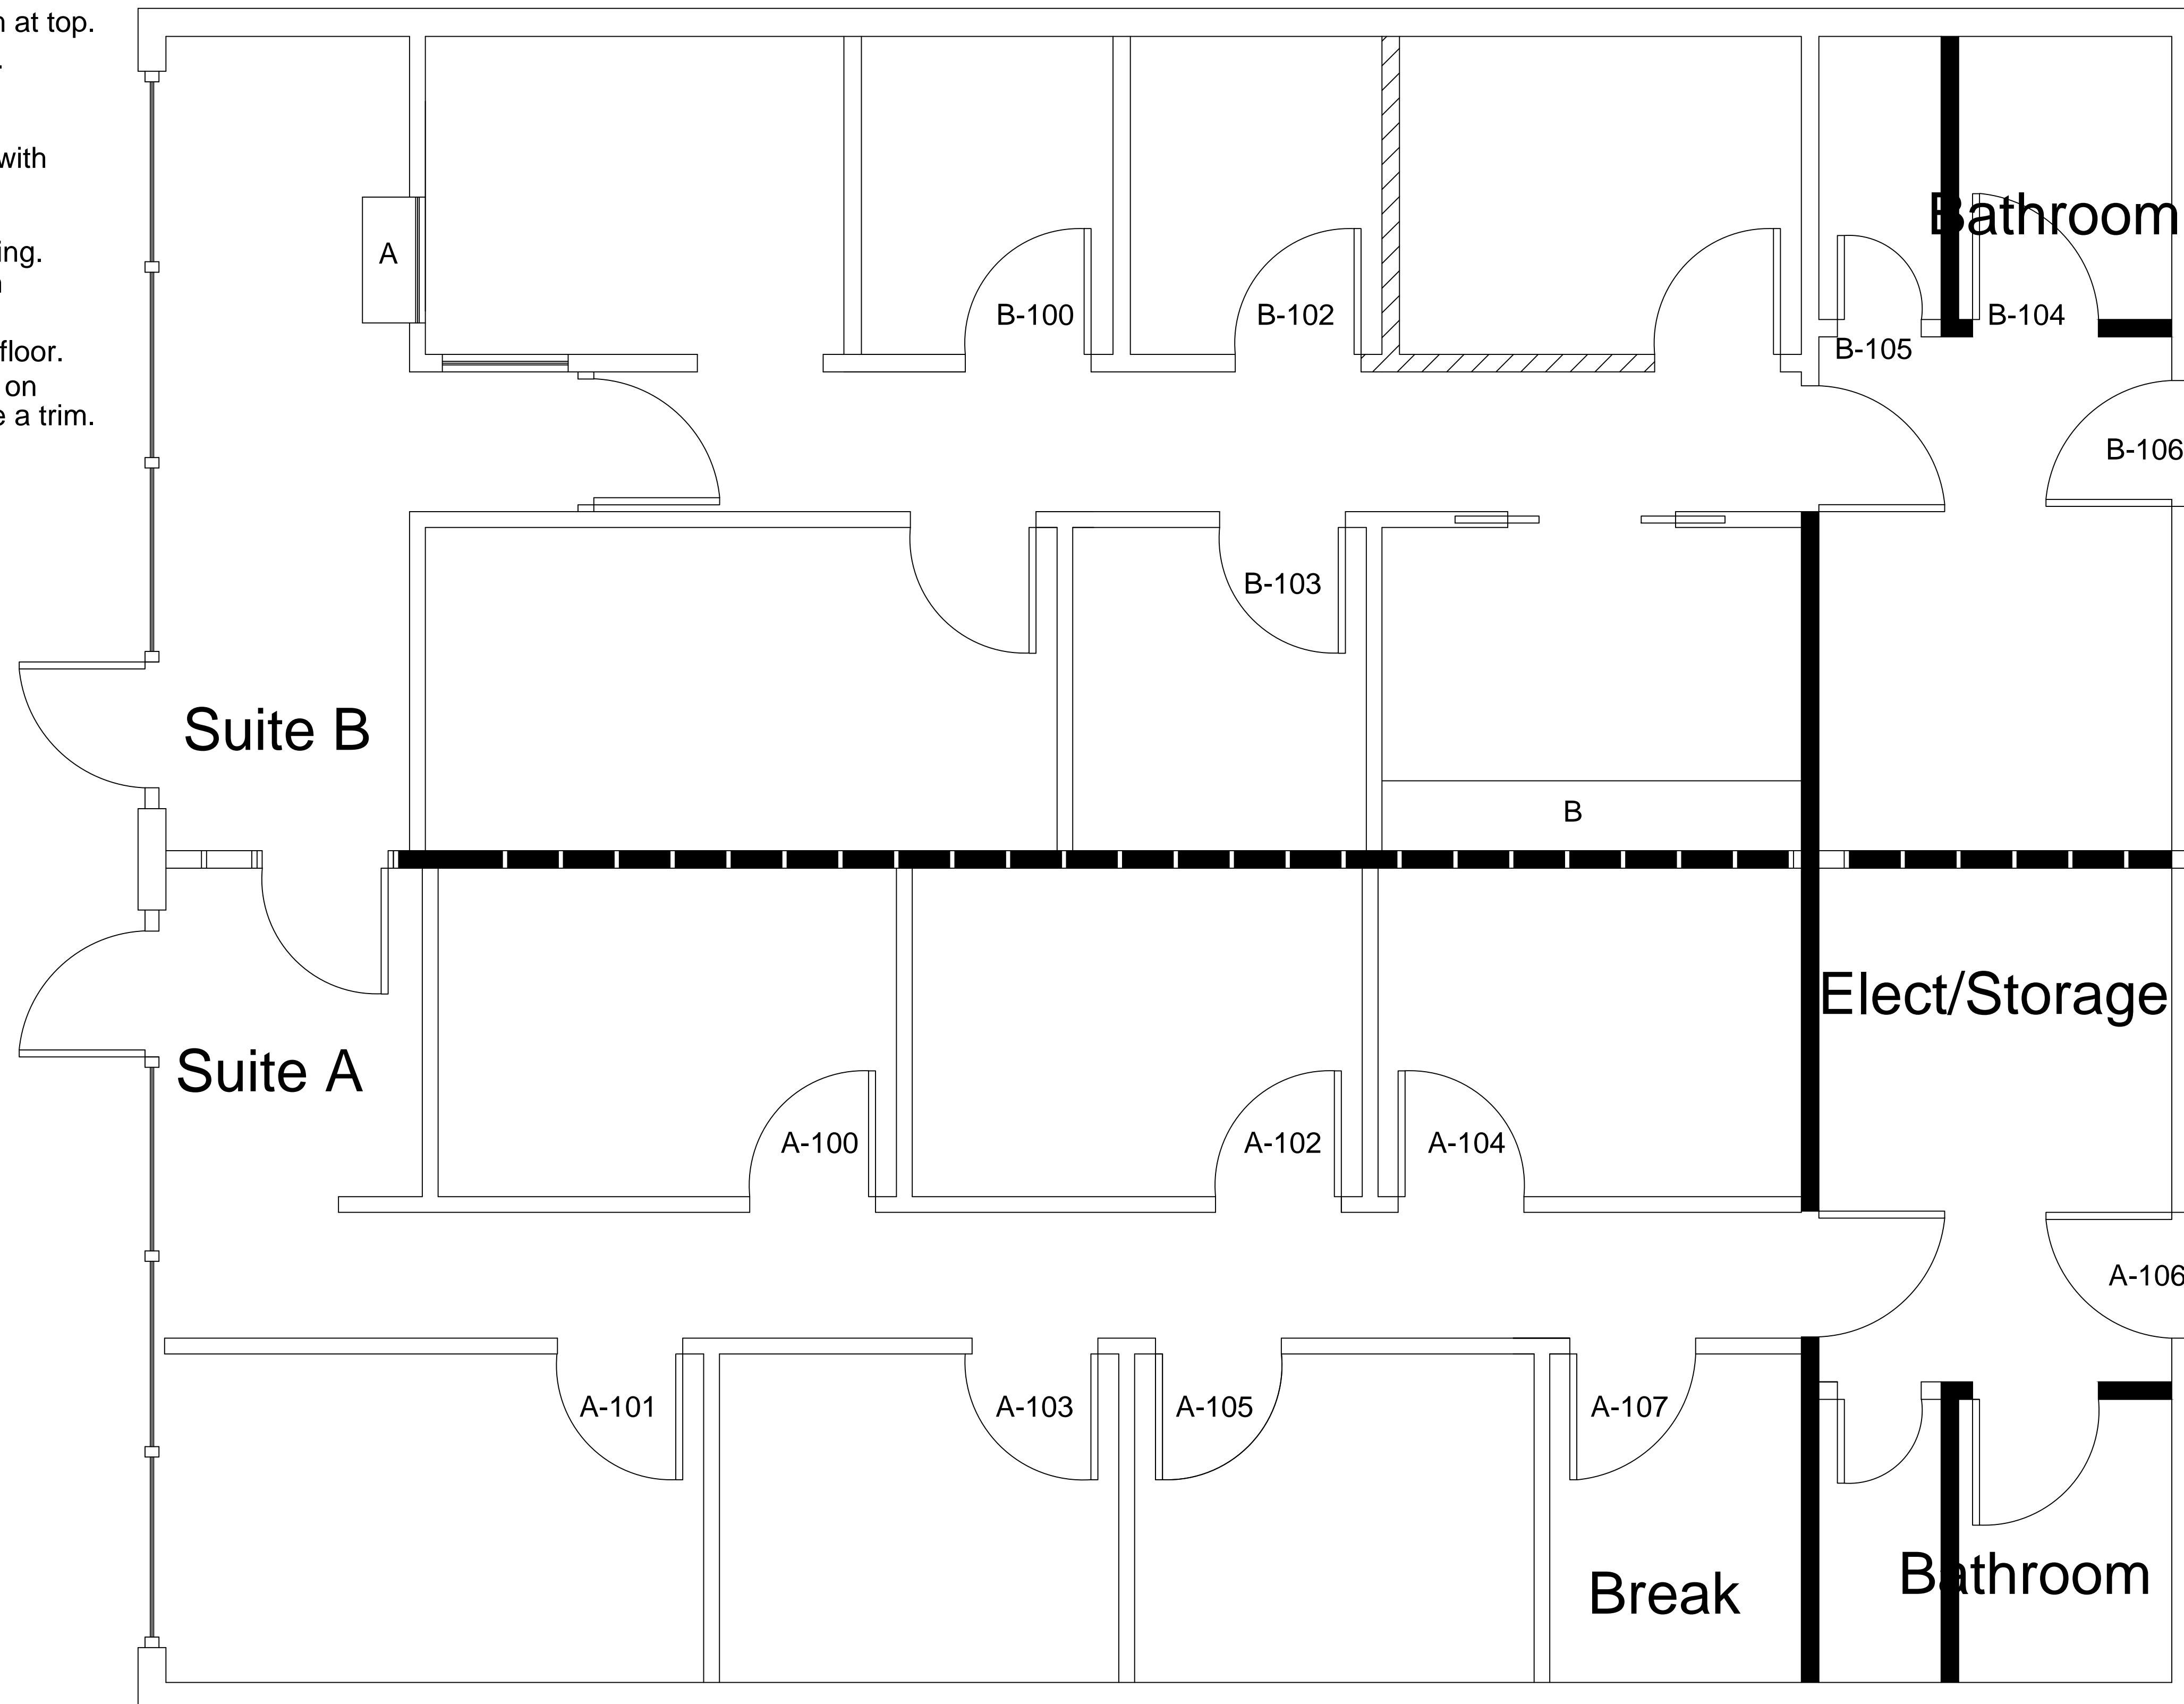 at top.
with
floor.
on
a trim.
Bathroom
A
B-100
B-102
B-104
B-105
B-106
B-103
Suite B
B
Elect/Storage
Suite A
A-100
A-102
A-104
A-106
A-101
A-103
A-105
A-107
Break
Bathroom